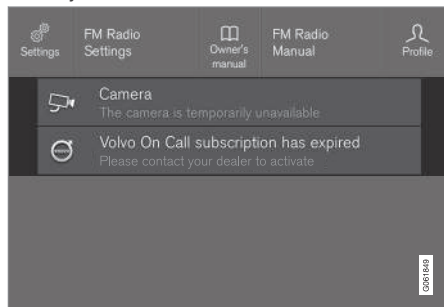 Settings
FM Radio
Settings
Owner's
manual
FM Radio
Manual
Profile
Camera
The camera is temporarily unavailable
Volvo On Call subscription has expired
Please contact your dealer to activate
G061849